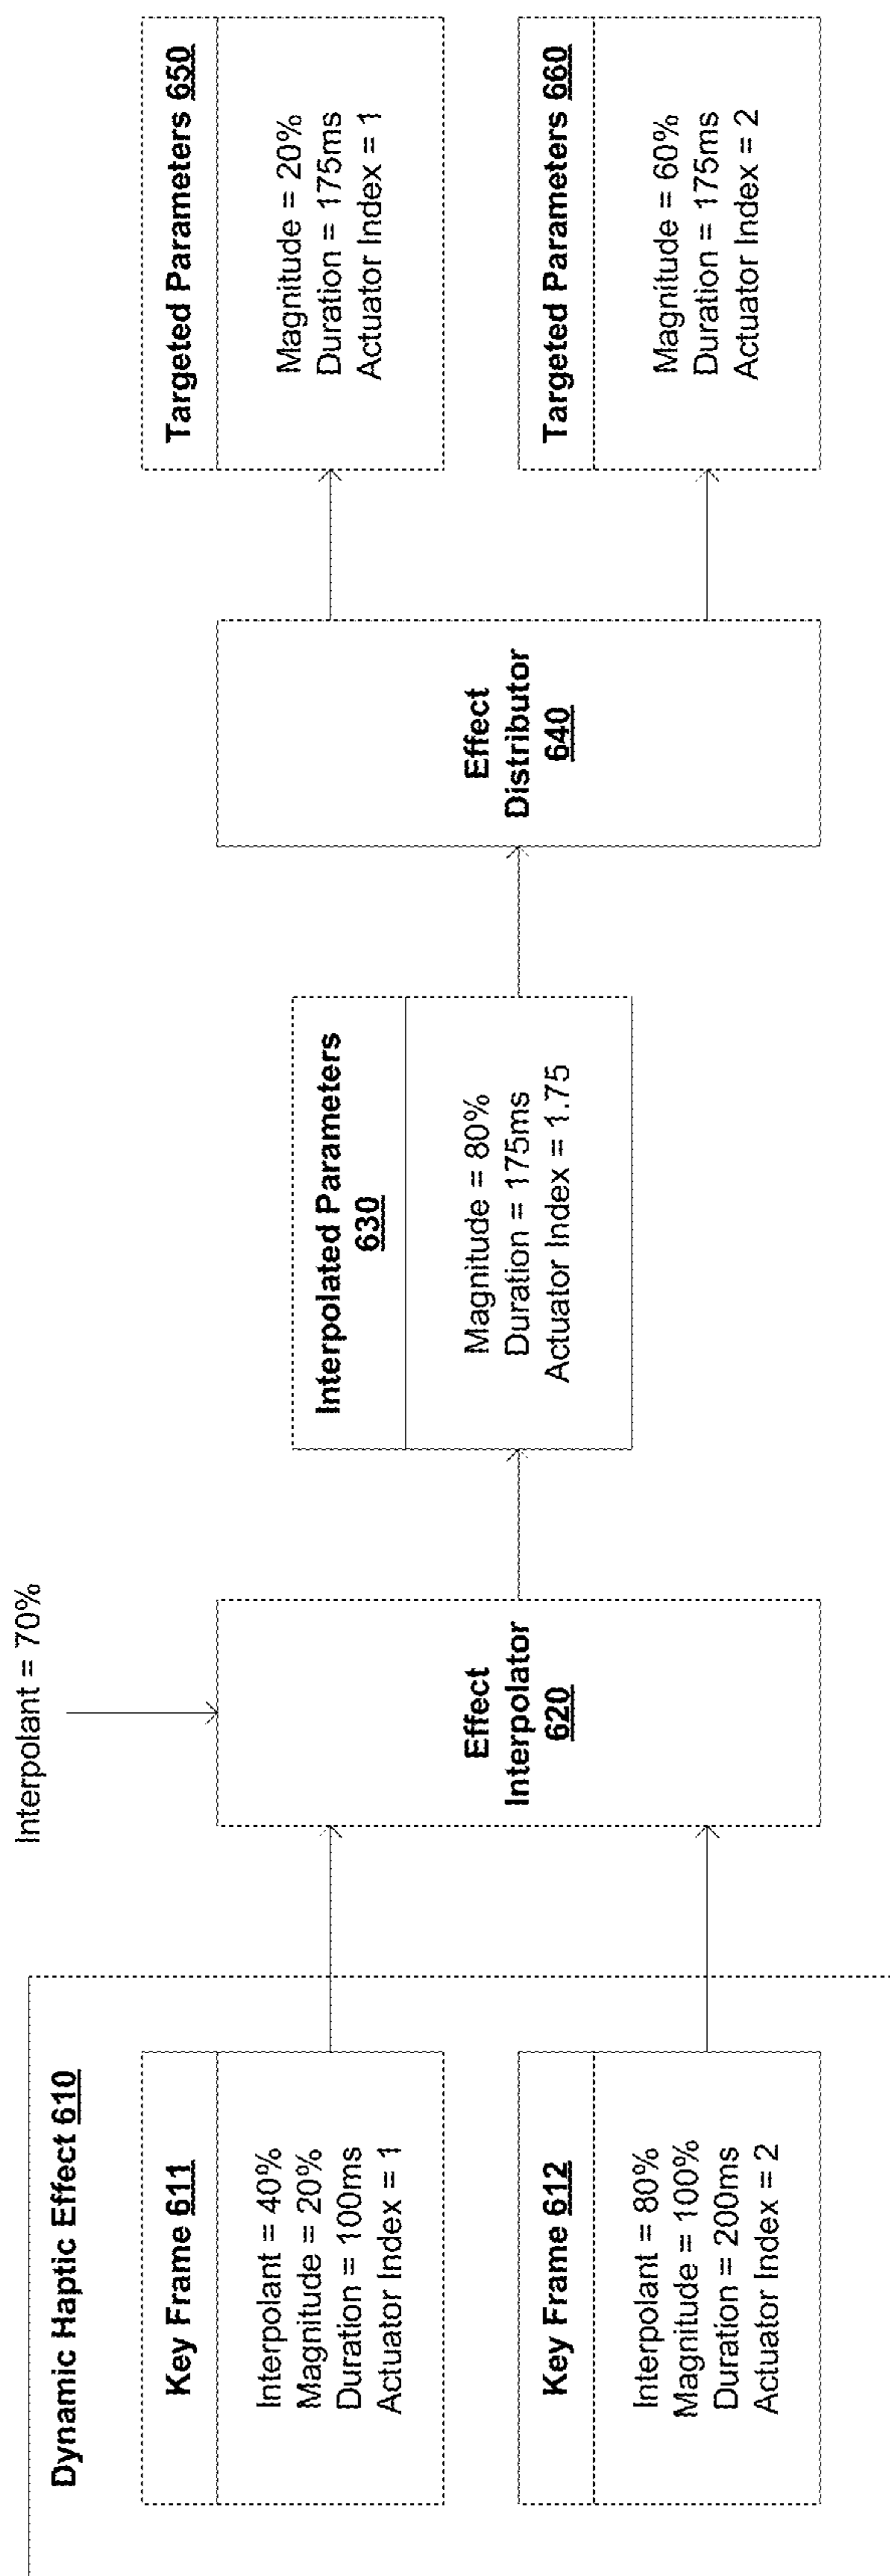 Dynamic Haptic Effect 610
Key Frame 611
Interpolant = 40%
Magnitude = 20%
Duration = 100ms
Actuator Index = 1
Key Frame 612
Interpolant = 80%
Magnitude = 100%
Duration = 200ms
Actuator Index = 2
Interpolant = 70%
Effect
Interpolator
620
Interpolated Parameters
630
Magnitude = 80%
Duration = 175ms
Actuator Index = 1.75
Effect
Distributor
640
Targeted Parameters 650
Magnitude = 20%
Duration = 175ms
Actuator Index = 1
Targeted Parameters 660
Magnitude = 60%
Duration = 175ms
Actuator Index = 2